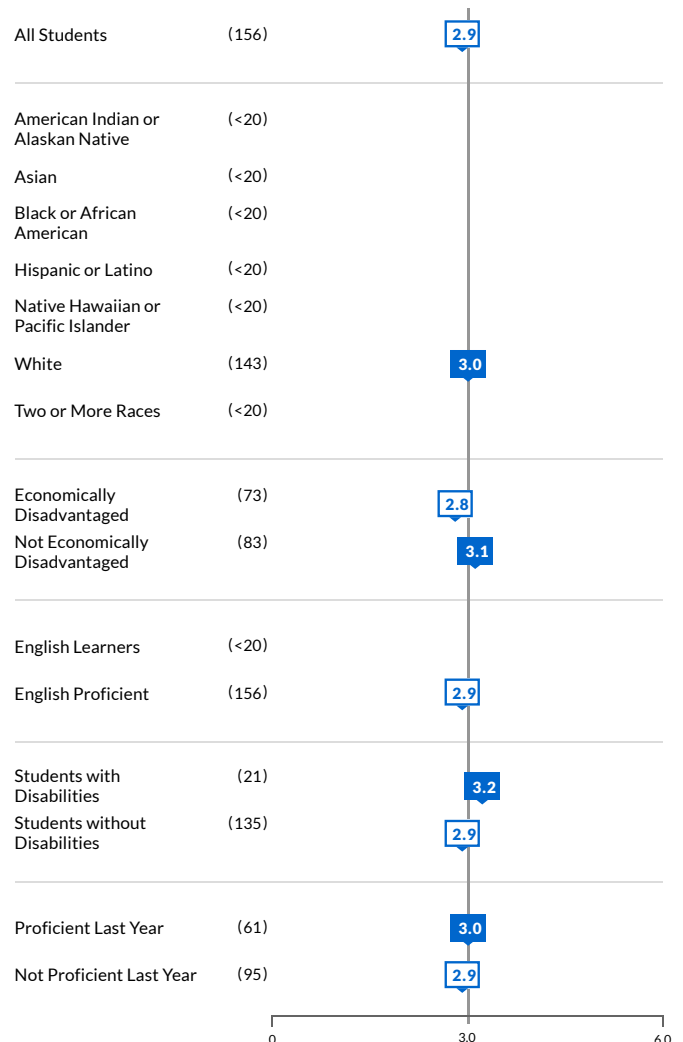 All Students (156) 2.9
American Indian or (<20)
Alaskan Native
Asian (<20)
Black or African (<20)
American
Hispanic or Latino (<20)
Native Hawaiian or (<20)
Pacific Islander
White (143) 3.0
Two or More Races (<20)
Economically (73) 2.8
Disadvantaged
Not Economically (83) 3.1
Disadvantaged
English Learners (<20)
English Proficient (156) 2.9
Students with (21) 3.2
Disabilities
Students without (135) 2.9
Disabilities
Proficient Last Year (61) 3.0
Not Proficient Last Year (95) 2.9
0 3.0 6.0